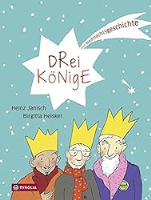 Weihnachtsgeschichte
DRei
KöNiGE
Heinz Janisch
Birgitta Heiskel
TYROLIA